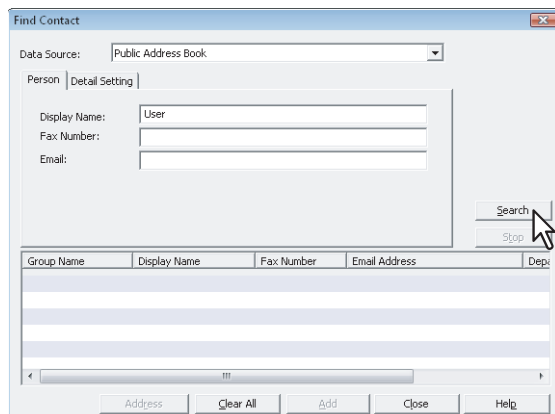 Find Contact
Data Source: Public Address Book
Person Detail Setting
Display Name: User
Fax Number:
Email:
Search
Stop
Group Name Display Name Fax Number Email Address Depa
Address Clear All Add Close Help